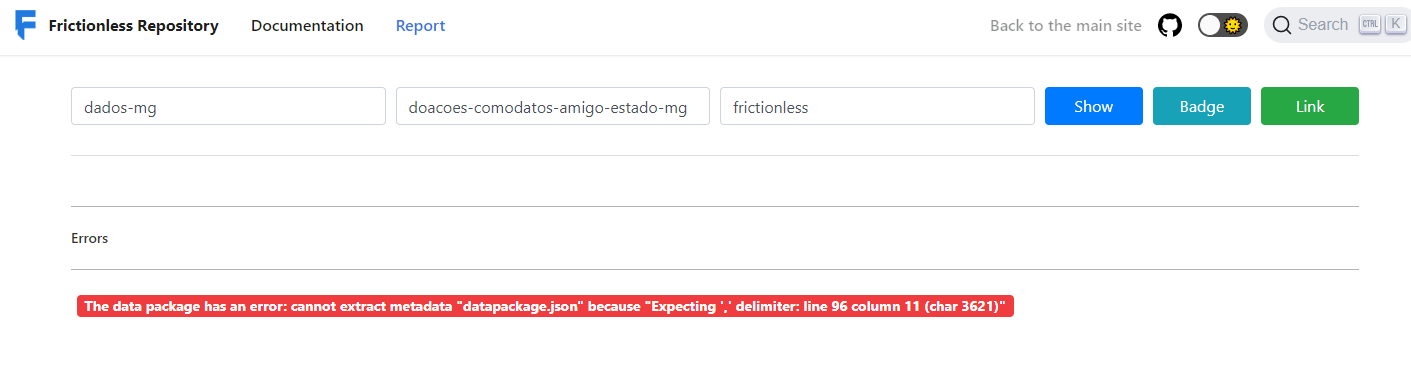 Frictionless Repository Documentation Report Back to the main site Search CTRL K
dados-mg doacoes-comodatos-amigo-estado-mg frictionless Show Badge Link
Errors
The data package has an error: cannot extract metadata "datapackage.json" because "Expecting ',' delimiter: line 96 column 11 (char 3621)"